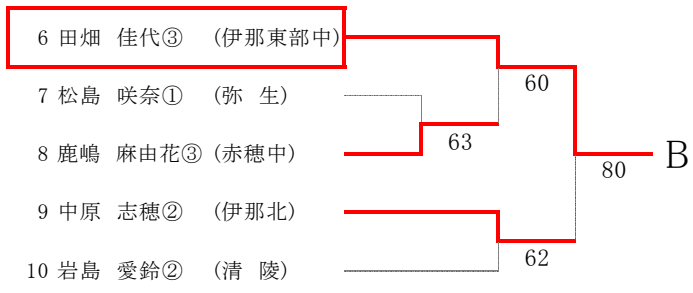 6 田畑 佳代③ (伊那東部中)
60
7 松島 咲奈① (弥 生)
63
B
8 鹿嶋 麻由花③ (赤穂中)
80
9 中原 志穂② (伊那北)
62
10 岩島 愛鈴② (清 陵)